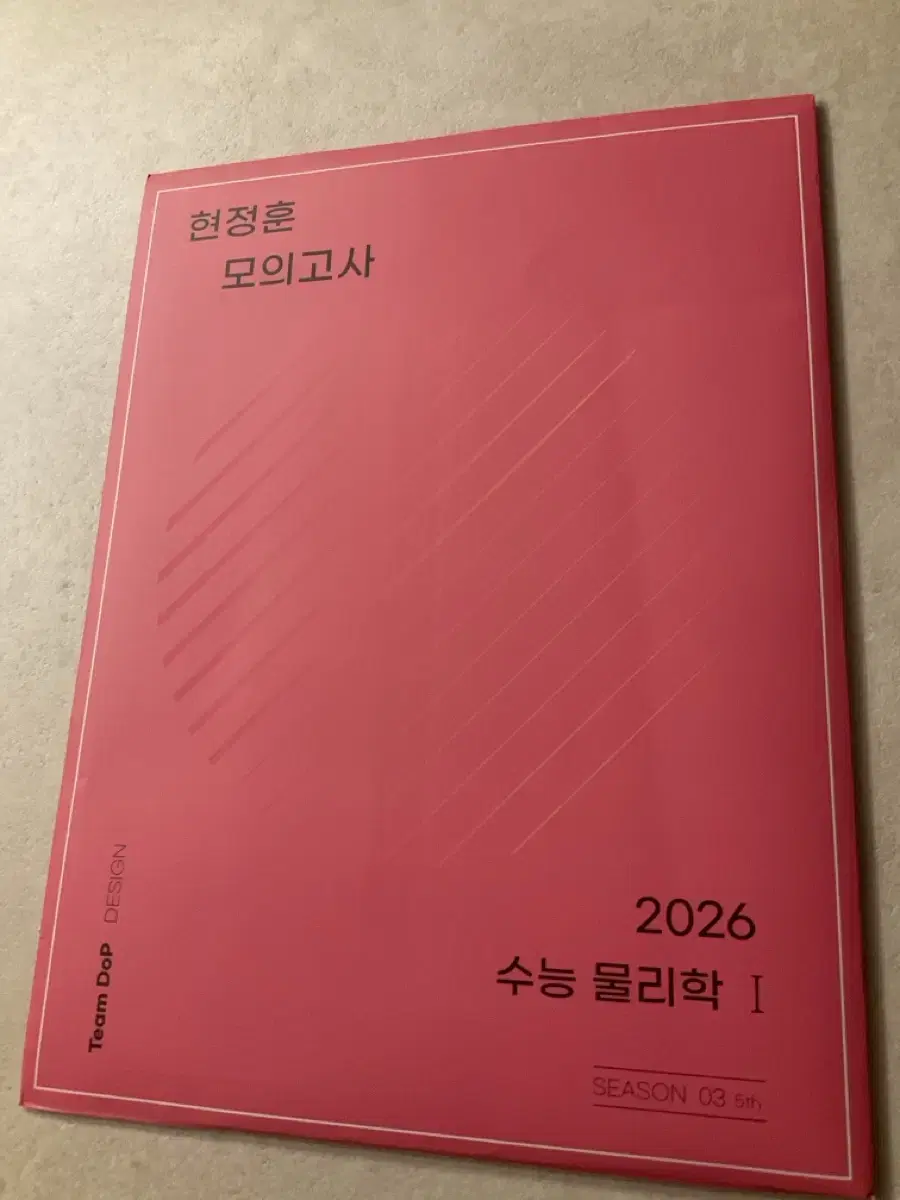 현정훈
모의고사
Team DoP DESIGN
2026
수능 물리학 I
SEASON 03 5th